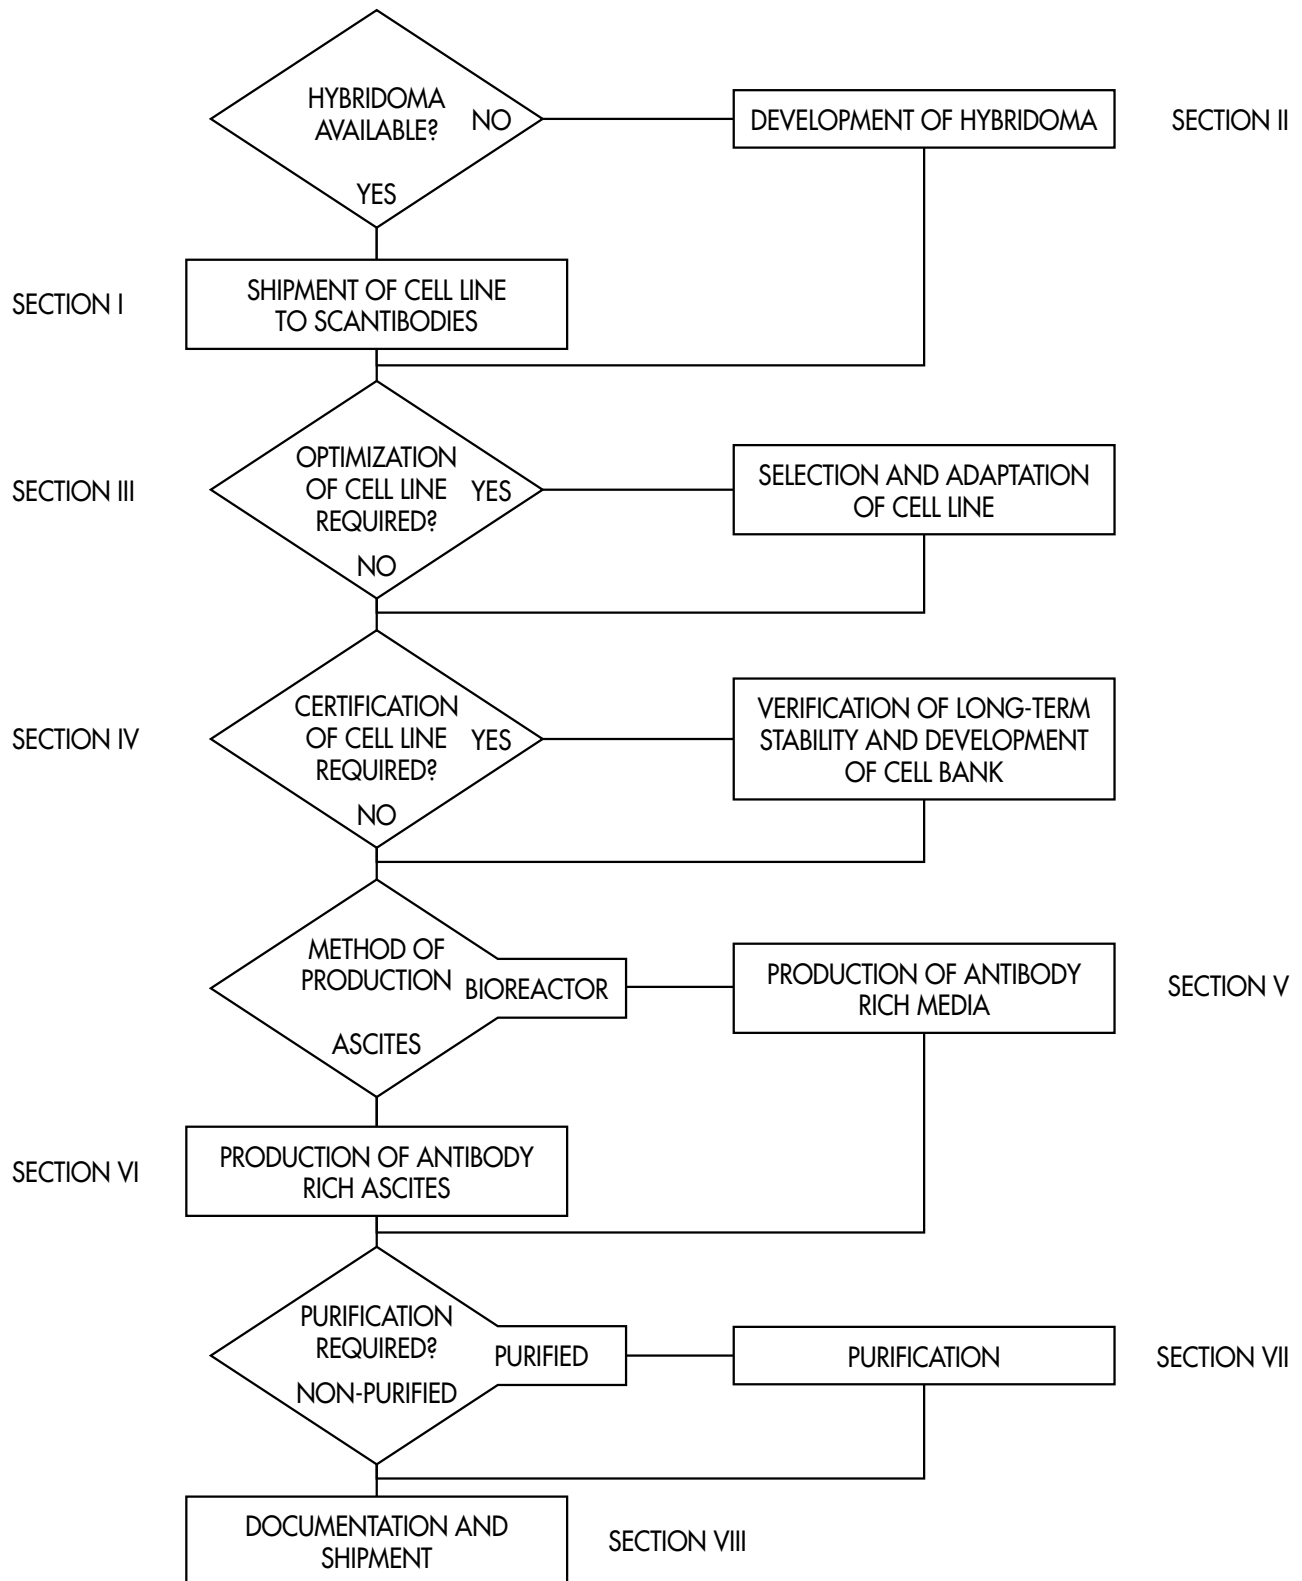 HYBRIDOMA
AVAILABLE?
NO
YES
DEVELOPMENT OF HYBRIDOMA
SECTION II
SECTION I
SHIPMENT OF CELL LINE
TO SCANTIBODIES
SECTION III
OPTIMIZATION
OF CELL LINE
REQUIRED?
YES
NO
SELECTION AND ADAPTATION
OF CELL LINE
SECTION IV
CERTIFICATION
OF CELL LINE
REQUIRED?
YES
NO
VERIFICATION OF LONG-TERM
STABILITY AND DEVELOPMENT
OF CELL BANK
METHOD OF
PRODUCTION
BIOREACTOR
ASCITES
PRODUCTION OF ANTIBODY
RICH MEDIA
SECTION V
SECTION VI
PRODUCTION OF ANTIBODY
RICH ASCITES
PURIFICATION
REQUIRED?
PURIFIED
NON-PURIFIED
PURIFICATION
SECTION VII
DOCUMENTATION AND
SHIPMENT
SECTION VIII